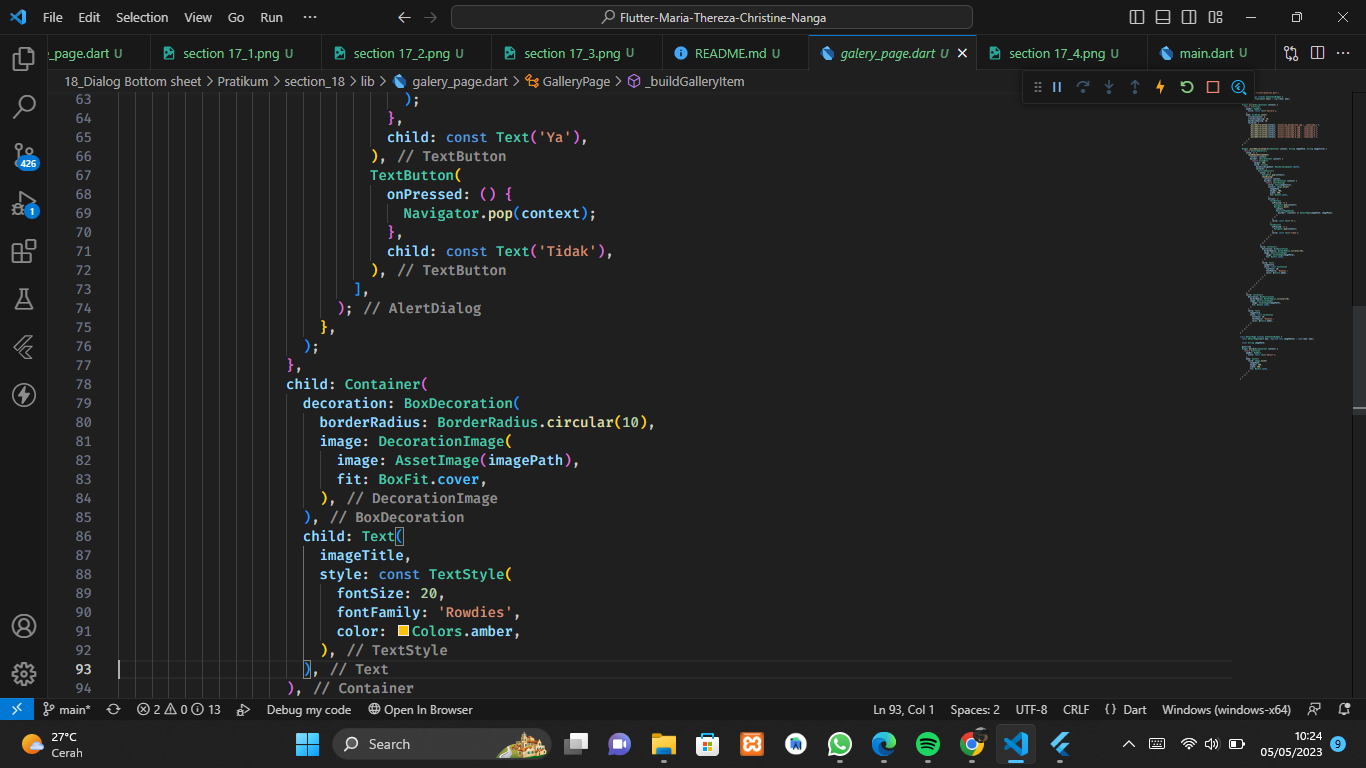 File Edit Selection View Go Run ··· Flutter-Maria-Thereza-Christine-Nanga
_page.dart U section 17_1.png U section 17_2.png U section 17_3.png U README.md U galery_page.dart U section 17_4.png U main.dart U
18_Dialog Bottom sheet > Pratikum > section_18 > lib > galery_page.dart > GalleryPage > _buildGalleryItem
63 );
64 },
65 child: const Text('Ya'),
66 ), // TextButton
67 TextButton(
68 onPressed: () {
69 Navigator.pop(context);
70 },
71 child: const Text('Tidak'),
72 ), // TextButton
73 ],
74 ); // AlertDialog
75 },
76 );
77 },
78 child: Container(
79 decoration: BoxDecoration(
80 borderRadius: BorderRadius.circular(10),
81 image: DecorationImage(
82 image: AssetImage(imagePath),
83 fit: BoxFit.cover,
84 ), // DecorationImage
85 ), // BoxDecoration
86 child: Text(
87 imageTitle,
88 style: const TextStyle(
89 fontSize: 20,
90 fontFamily: 'Rowdies',
91 color: Colors.amber,
92 ), // TextStyle
93 ), // Text
94 ), // Container
426
1
main* 2 0 13 Debug my code Open In Browser Ln 93, Col 1 Spaces: 2 UTF-8 CRLF {} Dart Windows (windows-x64)
27°C
Cerah
Search
10:24
05/05/2023
9